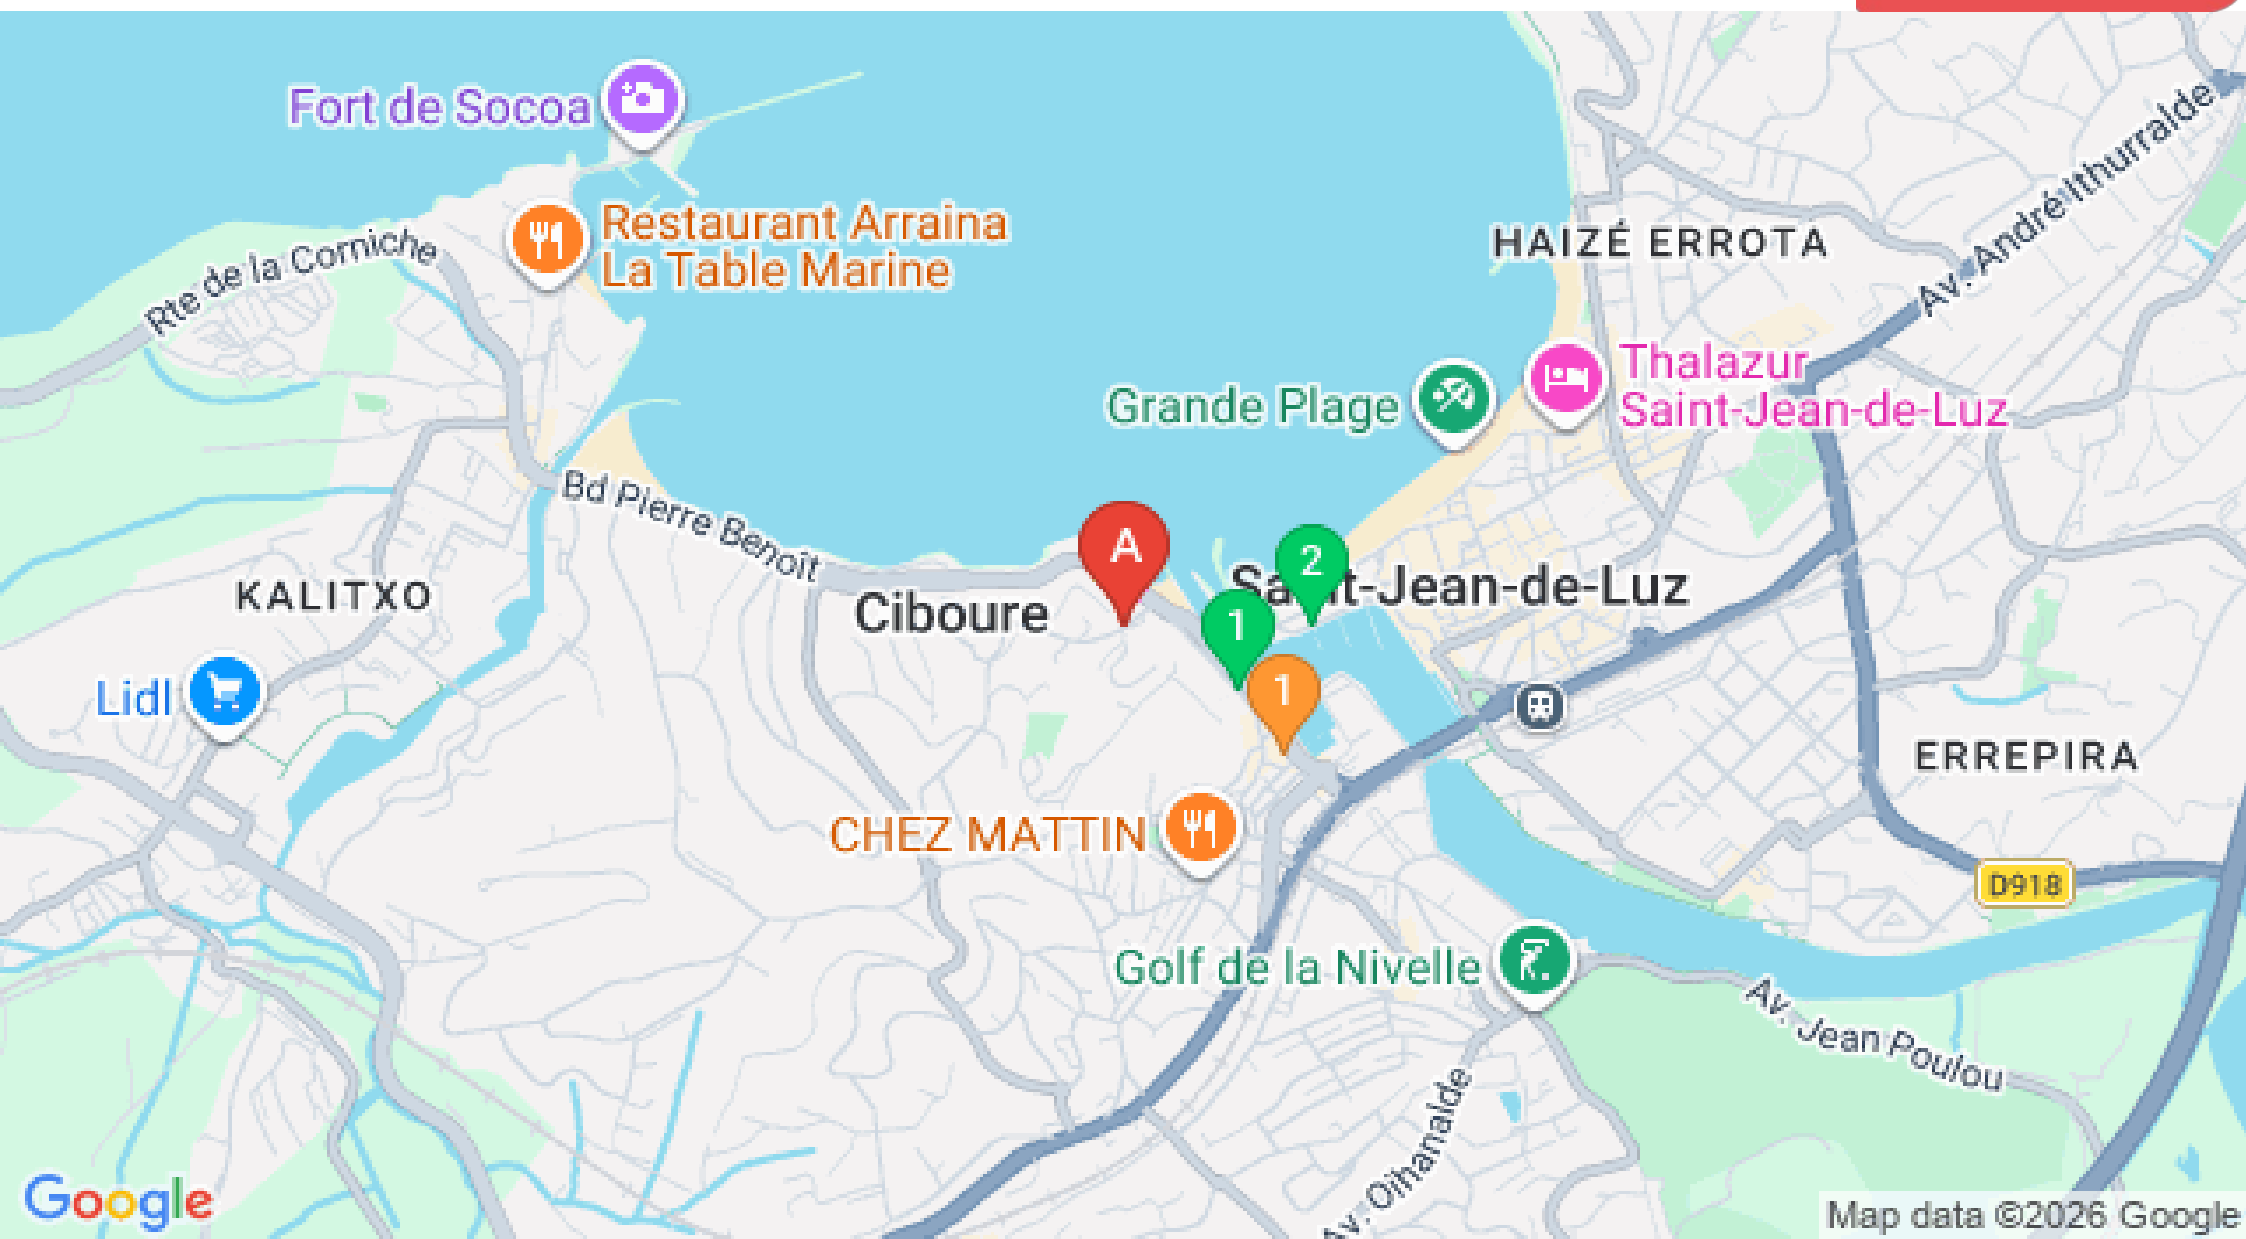 Fort de Socoa
Restaurant Arraina
La Table Marine
Rte de la Corniche
HAIZÉ ERROTA
Av. André Ithurralde
Thalazur
Saint-Jean-de-Luz
Grande Plage
Bd Pierre Benoît
A
2
Saint-Jean-de-Luz
KALITXO
Ciboure
1
1
Lidl
ERREPIRA
CHEZ MATTIN
D918
Golf de la Nivelle
Av. Jean Poulou
Av. Oihanalde
Google
Map data ©2026 Google